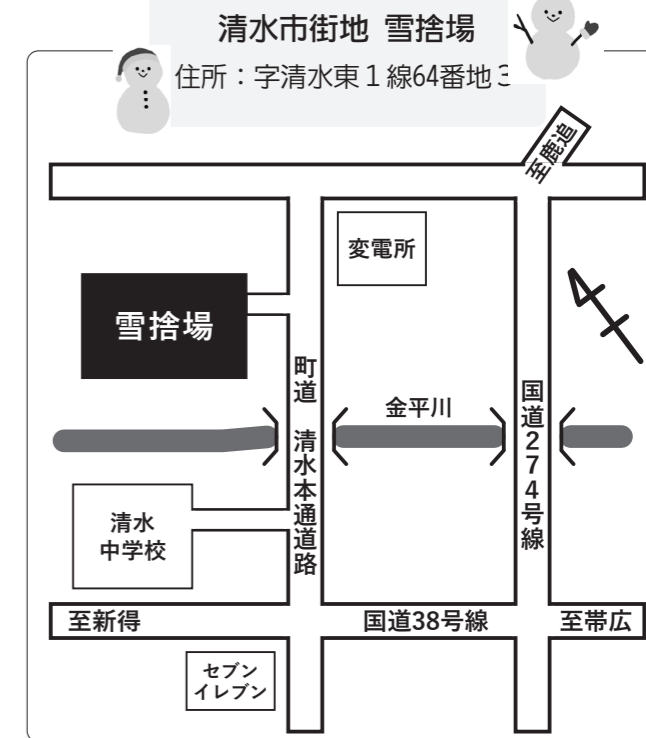 清水市街地 雪捨場
住所：字清水東１線64番地３
至鹿追
変電所
雪捨場
町道 清水本通道路
金平川
国道274号線
清水
中学校
至新得
国道38号線
至帯広
セブン
イレブン